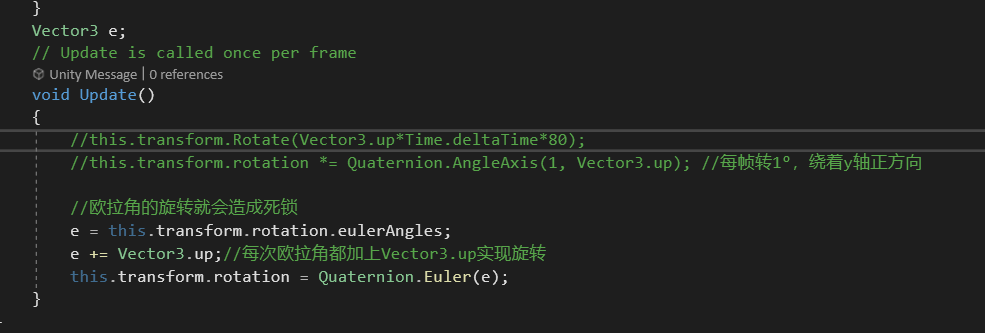 }
Vector3 e;
// Update is called once per frame
Unity Message | 0 references
void Update()
{
//this.transform.Rotate(Vector3.up*Time.deltaTime*80);
//this.transform.rotation *= Quaternion.AngleAxis(1, Vector3.up); //每帧转1°，绕着y轴正方向
//欧拉角的旋转就会造成死锁
e = this.transform.rotation.eulerAngles;
e += Vector3.up;//每次欧拉角都加上Vector3.up实现旋转
this.transform.rotation = Quaternion.Euler(e);
}